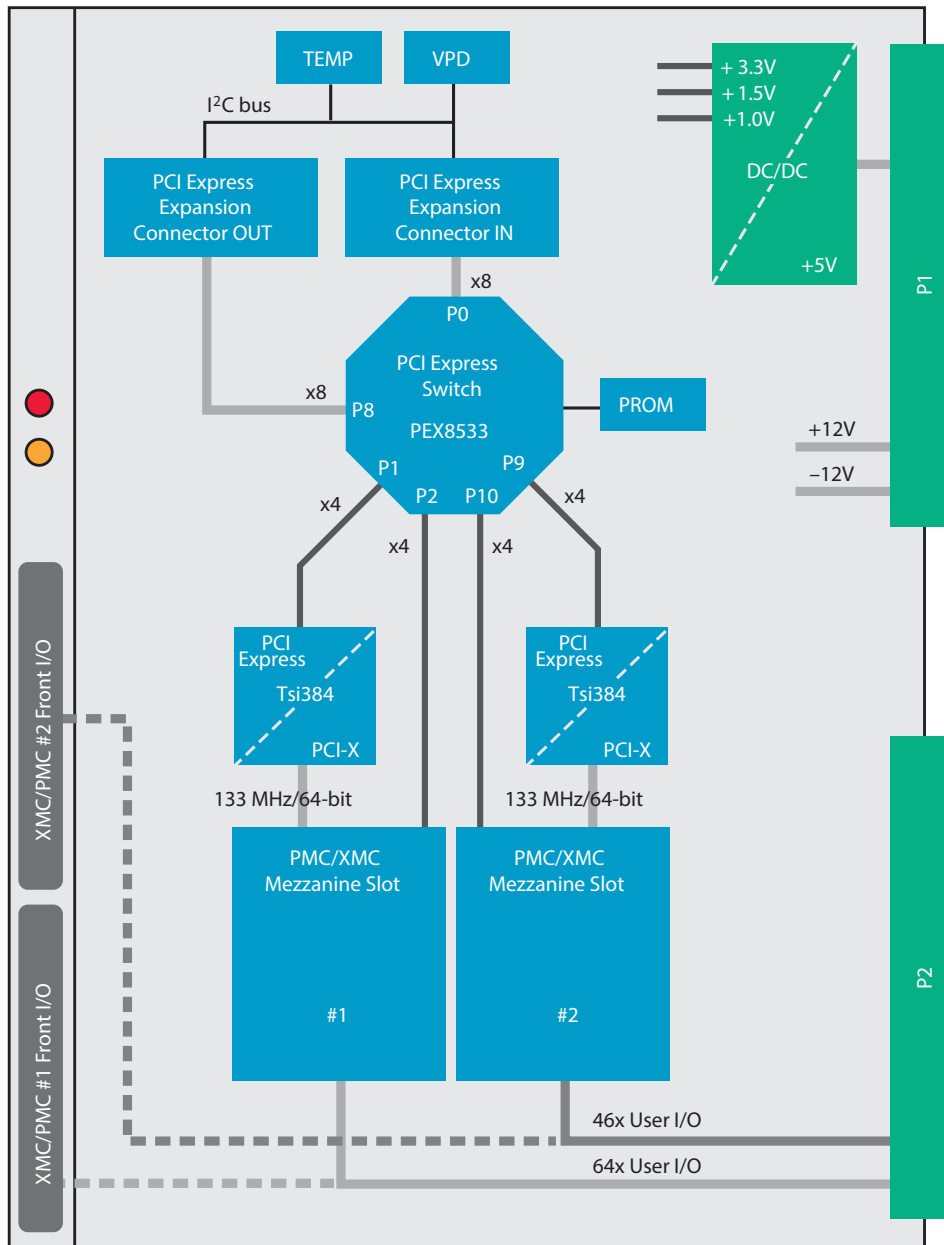 TEMP
VPD
I²C bus
PCI Express
Expansion
Connector OUT
PCI Express
Expansion
Connector IN
+ 3.3V
+ 1.5V
+1.0V
DC/DC
+5V
P1
x8
P0
PCI Express
Switch
PEX8533
x8
P8
PROM
P1
P2
P10
P9
+12V
–12V
x4
x4
x4
x4
PCI
Express
Tsi384
PCI-X
PCI
Express
Tsi384
PCI-X
133 MHz/64-bit
133 MHz/64-bit
PMC/XMC
Mezzanine Slot
#1
PMC/XMC
Mezzanine Slot
#2
XMC/PMC #2 Front I/O
XMC/PMC #1 Front I/O
P2
46x User I/O
64x User I/O